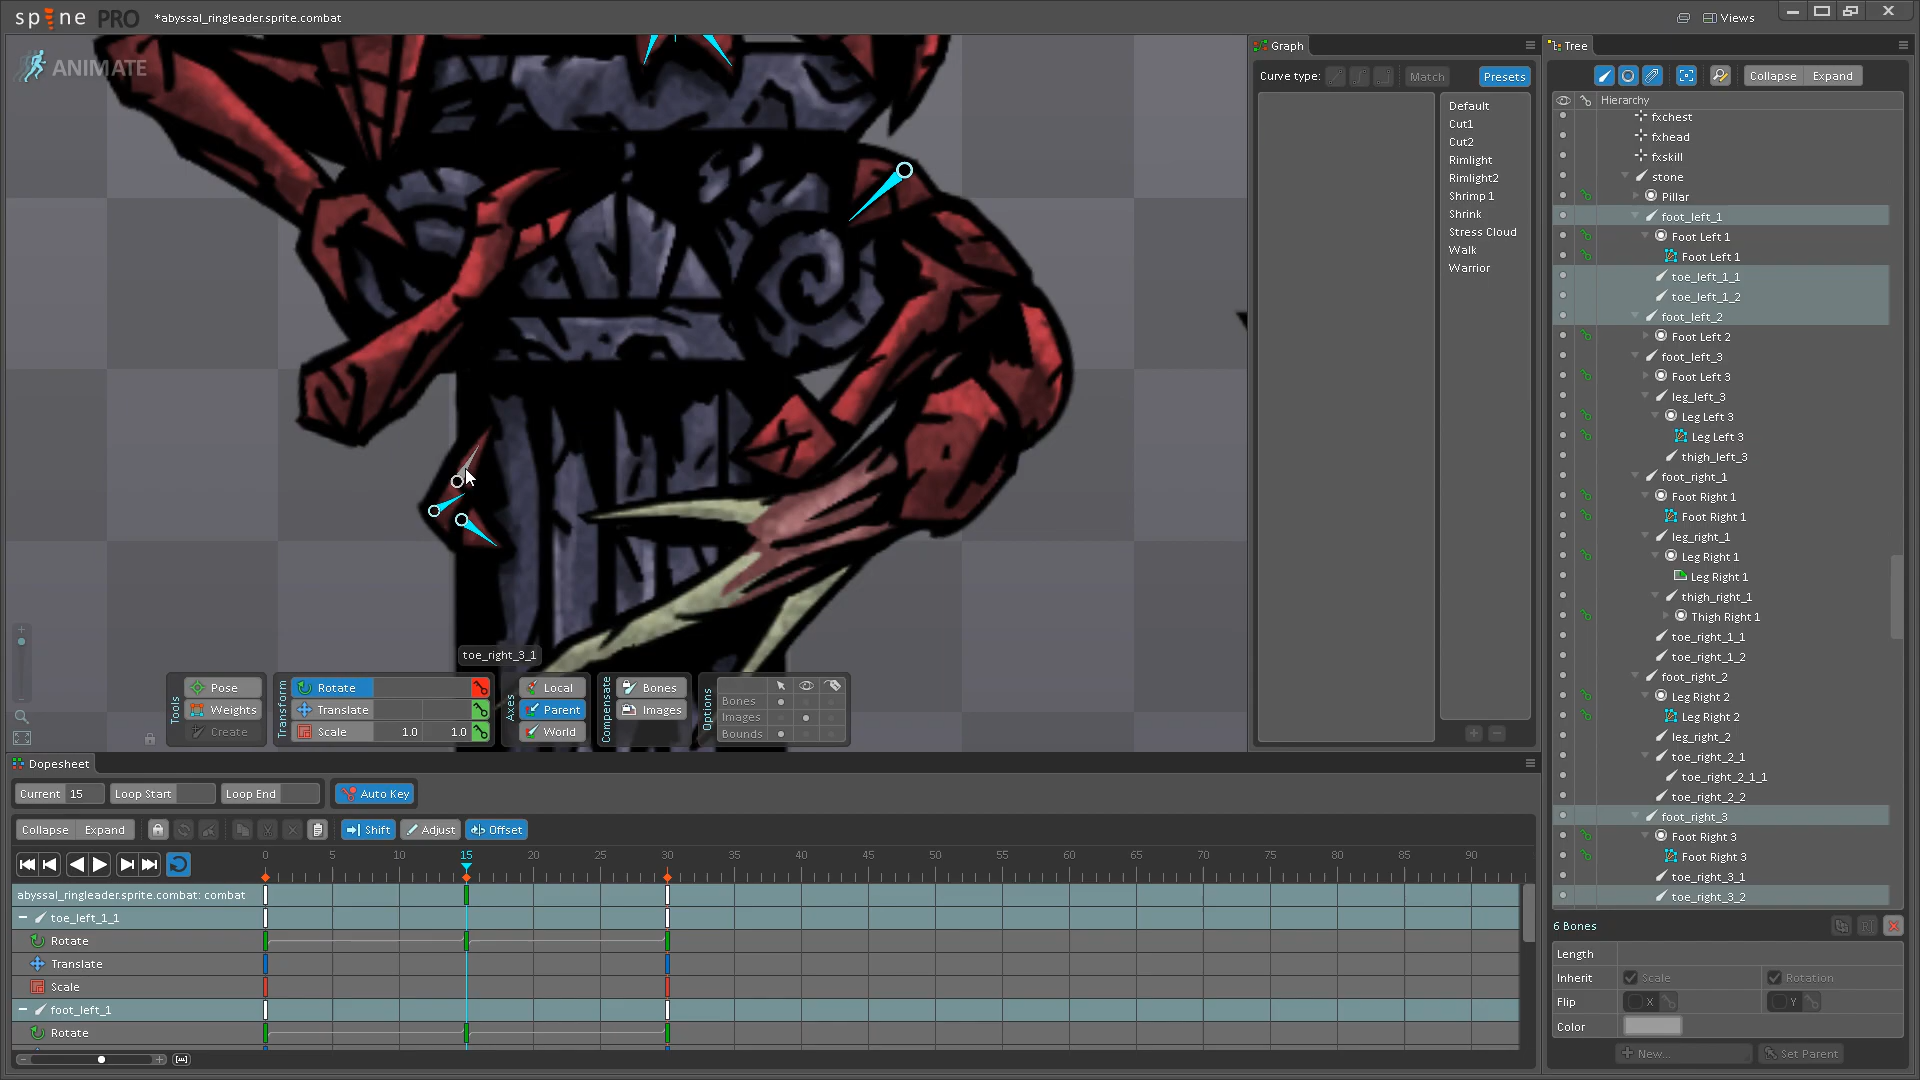 spine PRO *abyssal_ringleader.sprite.combat
Views
ANIMATE
Graph
Curve type:
Match
Presets
Default
Cut1
Cut2
Rimlight
Rimlight2
Shrimp 1
Shrink
Stress Cloud
Walk
Warrior
Tree
Collapse Expand
Hierarchy
fxchest
fxhead
fxskill
stone
Pillar
foot_left_1
Foot Left 1
Foot Left 1
toe_left_1_1
toe_left_1_2
foot_left_2
Foot Left 2
foot_left_3
Foot Left 3
leg_left_3
Leg Left 3
Leg Left 3
thigh_left_3
foot_right_1
Foot Right 1
Foot Right 1
leg_right_1
Leg Right 1
Leg Right 1
thigh_right_1
Thigh Right 1
toe_right_1_1
toe_right_1_2
foot_right_2
Leg Right 2
Leg Right 2
leg_right_2
toe_right_2_1
toe_right_2_1_1
toe_right_2_2
foot_right_3
Foot Right 3
Foot Right 3
toe_right_3_1
toe_right_3_2
6 Bones
Length
Inherit Scale Rotation
Flip X Y
Color
New... Set Parent
toe_right_3_1
Tools
Pose
Weights
Create
Transform
Rotate
Translate
Scale 1.0 1.0
Axes
Local
Parent
World
Compensate
Bones
Images
Options
Bones
Images
Bounds
Dopesheet
Current 15 Loop Start Loop End Auto Key
Collapse Expand Shift Adjust Offset
0 5 10 15 20 25 30 35 40 45 50 55 60 65 70 75 80 85 90
abyssal_ringleader.sprite.combat: combat
toe_left_1_1
Rotate
Translate
Scale
foot_left_1
Rotate